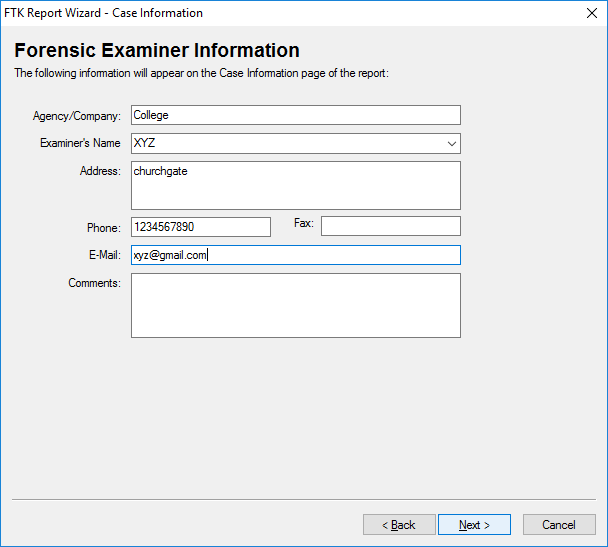 FTK Report Wizard - Case Information
Forensic Examiner Information
The following information will appear on the Case Information page of the report:
Agency/Company: College
Examiner's Name XYZ
Address: churchgate
Phone: 1234567890 Fax:
E-Mail: xyz@gmail.com
Comments:
< Back Next > Cancel